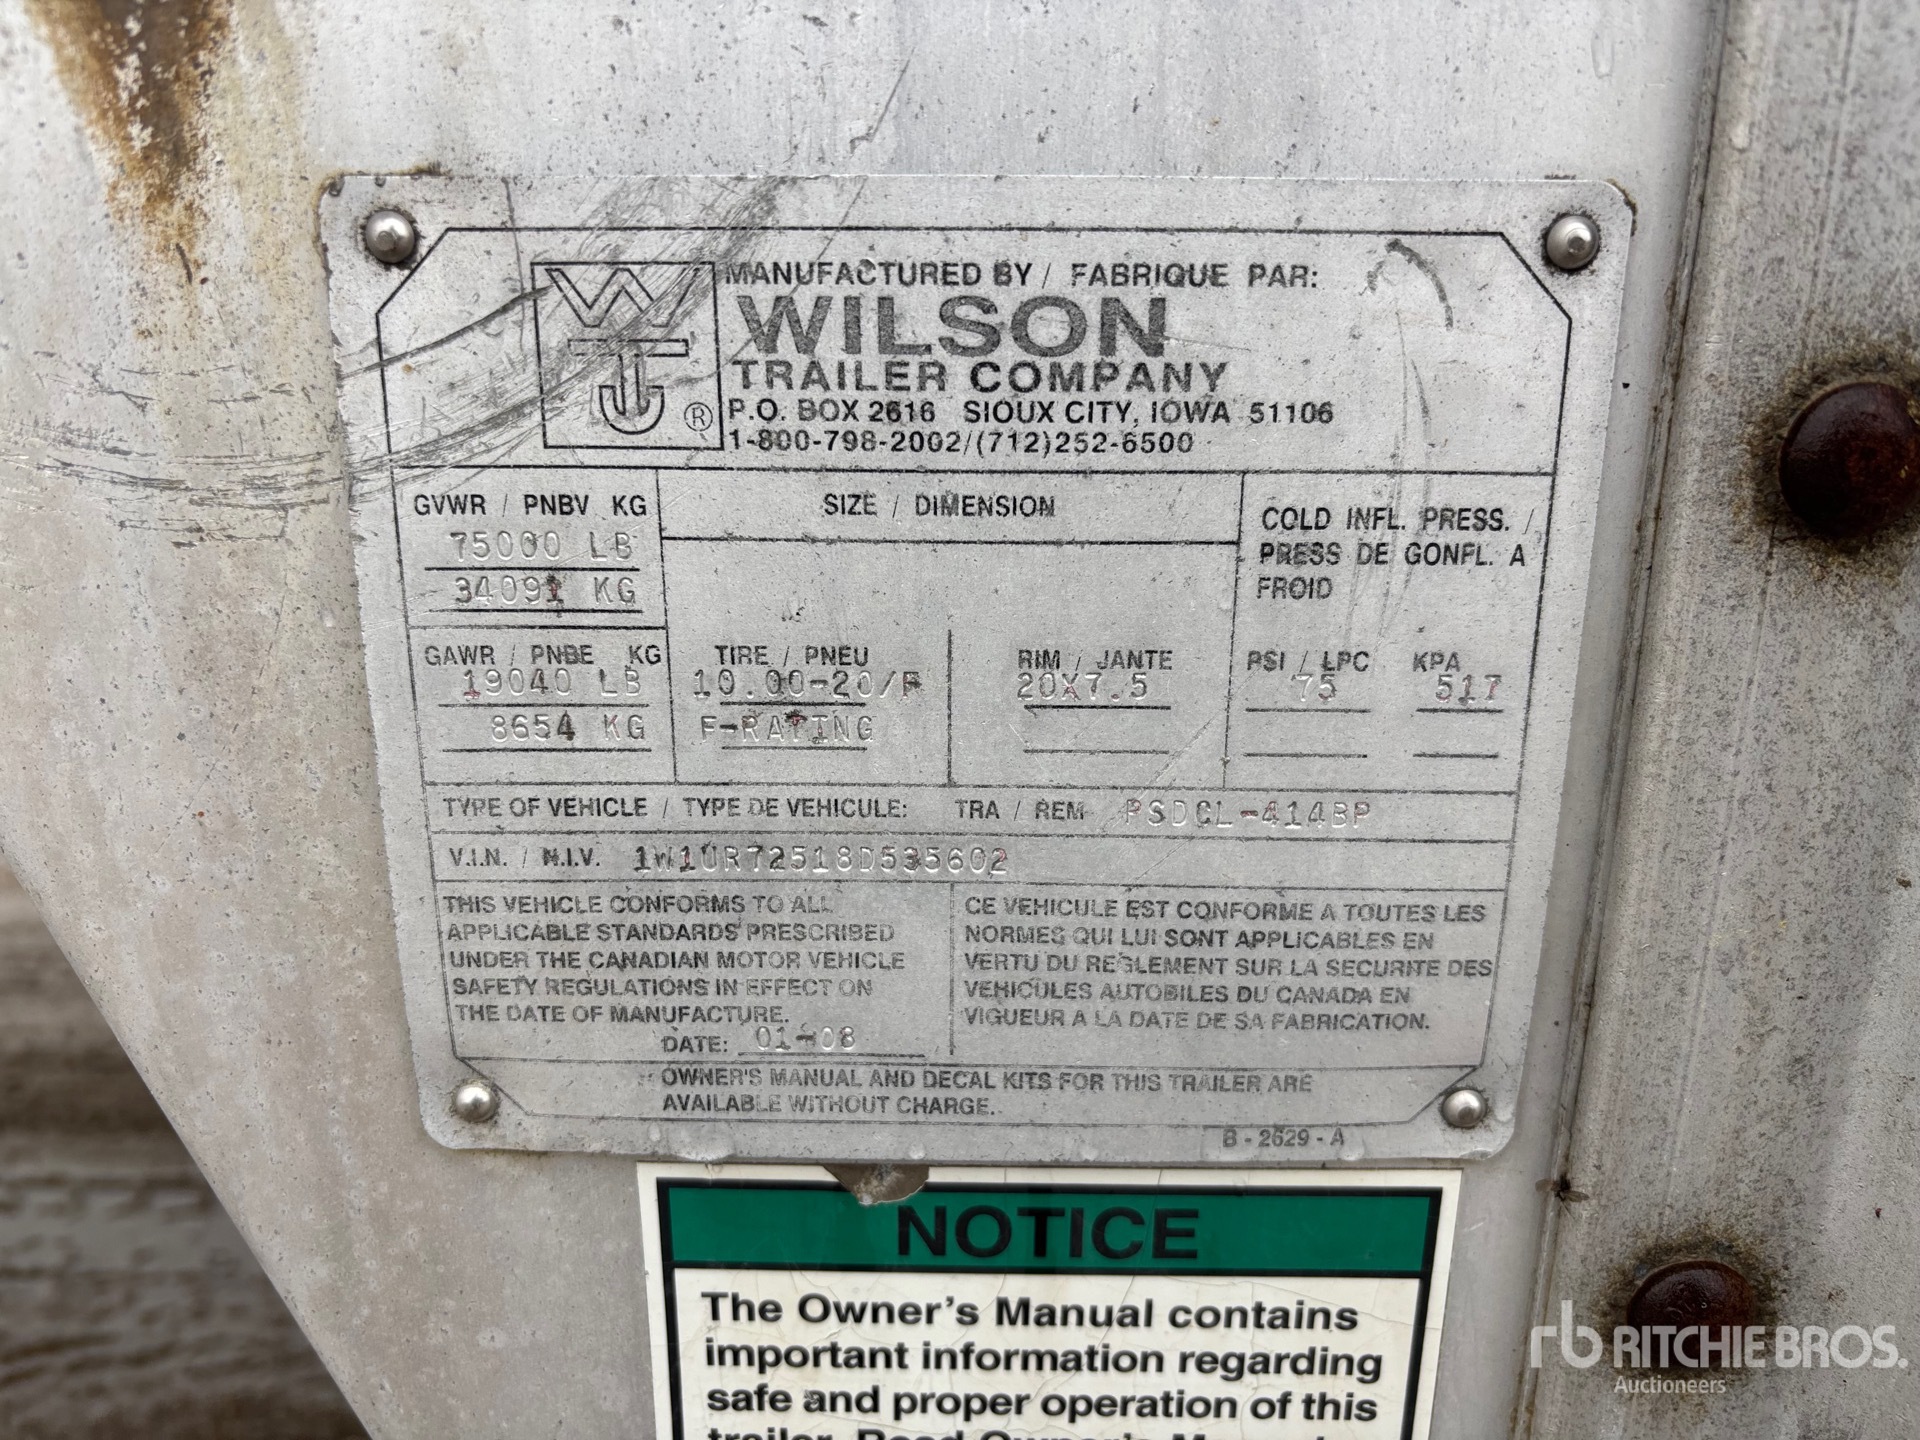 MANUFACTURED BY / FABRIQUE PAR:
WILSON
TRAILER COMPANY
P.O. BOX 2616 SIOUX CITY, IOWA 51106
1-800-798-2002/(712)252-6500
WTJ ®
GVWR / PNBV KG
75000 LB
34091 KG
SIZE / DIMENSION
COLD INFL. PRESS. /
PRESS DE GONFL. A
FROID
GAWR / PNBE KG
19040 LB
8654 KG
TIRE / PNEU
10.00-20/F
F-RATING
RIM / JANTE
20X7.5
PSI / LPC KPA
75 517
TYPE OF VEHICLE / TYPE DE VEHICULE: TRA / REM PSDCL-414BP
V.I.N. / N.I.V. 1W1UR72518D535602
THIS VEHICLE CONFORMS TO ALL
APPLICABLE STANDARDS PRESCRIBED
UNDER THE CANADIAN MOTOR VEHICLE
SAFETY REGULATIONS IN EFFECT ON
THE DATE OF MANUFACTURE.
DATE: 01-08
CE VEHICULE EST CONFORME A TOUTES LES
NORMES QUI LUI SONT APPLICABLES EN
VERTU DU REGLEMENT SUR LA SECURITE DES
VEHICULES AUTOBILES DU CANADA EN
VIGUEUR A LA DATE DE SA FABRICATION.
OWNER'S MANUAL AND DECAL KITS FOR THIS TRAILER ARE
AVAILABLE WITHOUT CHARGE.
B - 2629 - A
NOTICE
The Owner's Manual contains
important information regarding
safe and proper operation of this
trailer. Read Owner's Manual
rb RITCHIE BROS.
Auctioneers